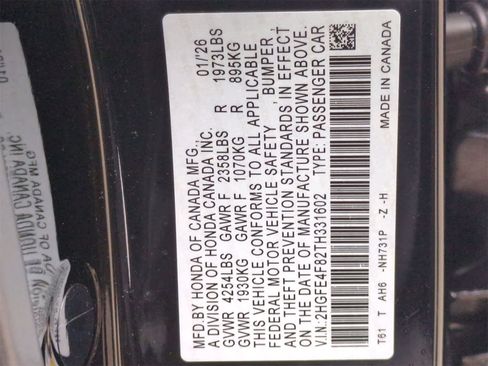 MFG. BY HONDA OF CANADA MFG. 01/'26
A DIVISION OF HONDA CANADA INC.
GVWR 4254LBS GAWR F 2358LBS R 1973LBS
GVWR 1930KG GAWR F 1070KG R 895KG
THIS VEHICLE CONFORMS TO ALL APPLICABLE
FEDERAL MOTOR VEHICLE SAFETY , BUMPER,
AND THEFT PREVENTION STANDARDS IN EFFECT
ON THE DATE OF MANUFACTURE SHOWN ABOVE.
V.I.N. 2HGFE4F82TH331602 TYPE: PASSENGER CAR
T61 T AH6 -NH731P -Z -H MADE IN CANADA